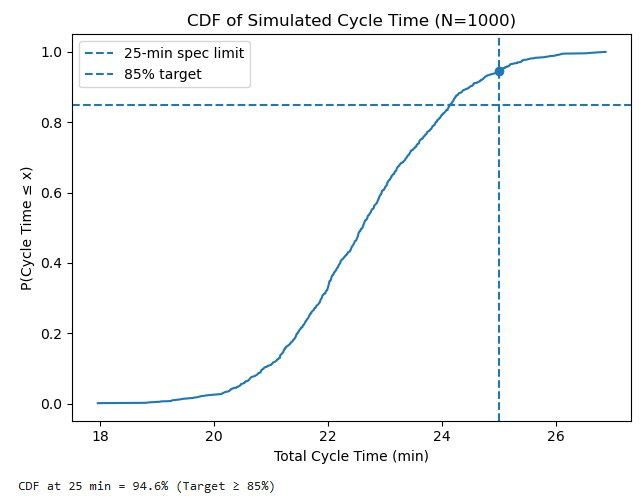 CDF of Simulated Cycle Time (N=1000)
25-min spec limit
85% target
P(Cycle Time ≤ x)
1.0
0.8
0.6
0.4
0.2
0.0
18 20 22 24 26
Total Cycle Time (min)
CDF at 25 min = 94.6% (Target ≥ 85%)